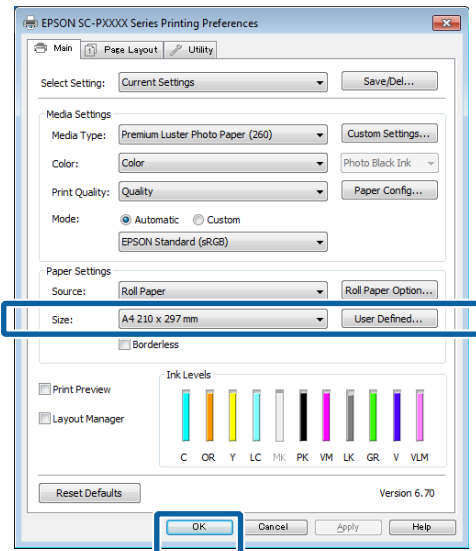 EPSON SC-PXXXX Series Printing Preferences
Main Page Layout Utility
Select Setting: Current Settings Save/Del...
Media Settings
Media Type: Premium Luster Photo Paper (260) Custom Settings...
Color: Color Photo Black Ink
Print Quality: Quality Paper Config...
Mode: Automatic Custom
EPSON Standard (sRGB)
Paper Settings
Source: Roll Paper Roll Paper Option...
Size: A4 210 x 297 mm User Defined...
Borderless
Ink Levels
Print Preview
Layout Manager
C OR Y LC MK PK VM LK GR V VLM
Reset Defaults Version 6.70
OK Cancel Apply Help